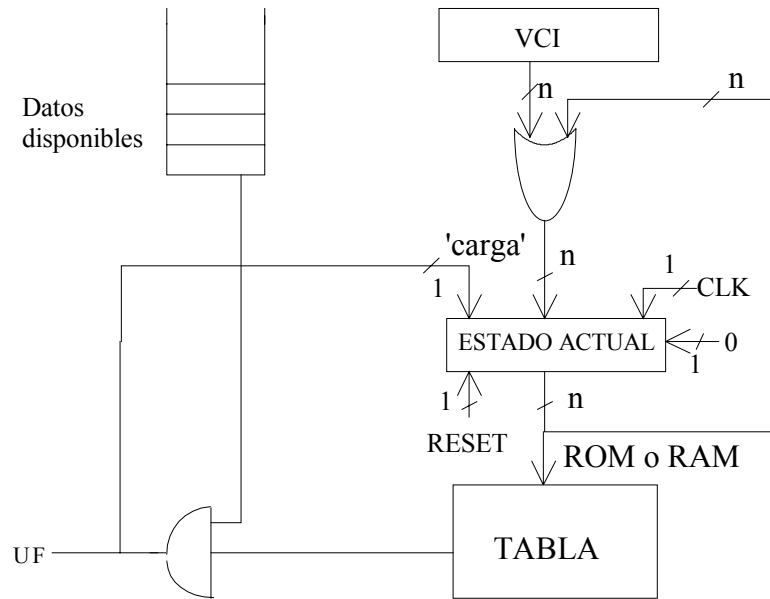 VCI
n
n
Datos
disponibles
'carga'
n
1
1
CLK
ESTADO ACTUAL
0
1
1
n
RESET
ROM o RAM
UF
TABLA